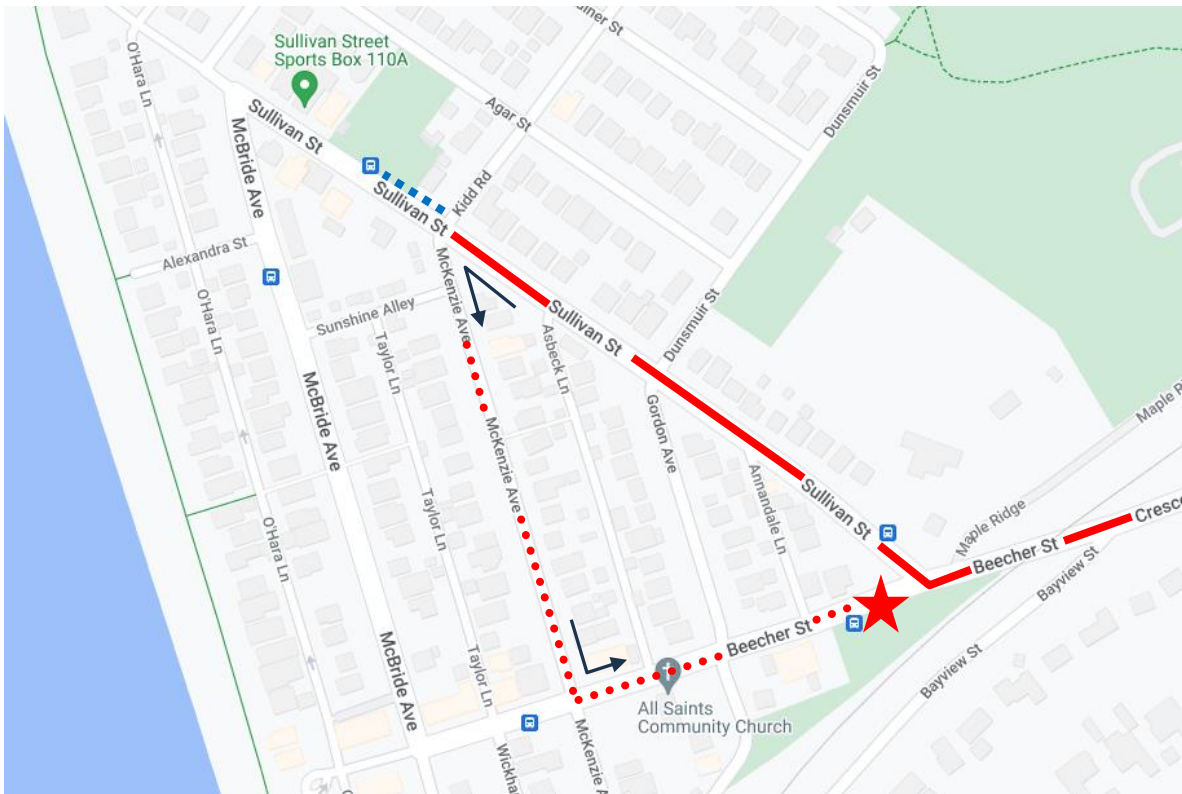 O'Hara Ln
Sullivan Street
Sports Box 110A
Dunsmuir St
Agar St
Sullivan St
McBride Ave
Kidd Rd
Sullivan St
Alexandra St
McKenzie Ave
O'Hara Ln
Sunshine Alley
Sullivan St
Dunsmuir St
Asbeck Ln
Taylor Ln
McBride Ave
Gordon Ave
Maple
McKenzie Ave
Annandale Ln
Sullivan St
Taylor Ln
Maple Ridge
O'Hara Ln
Beecher St
Bayview St
Beecher St
Bayview St
Taylor Ln
McBride Ave
All Saints
Community Church
McKenzie A